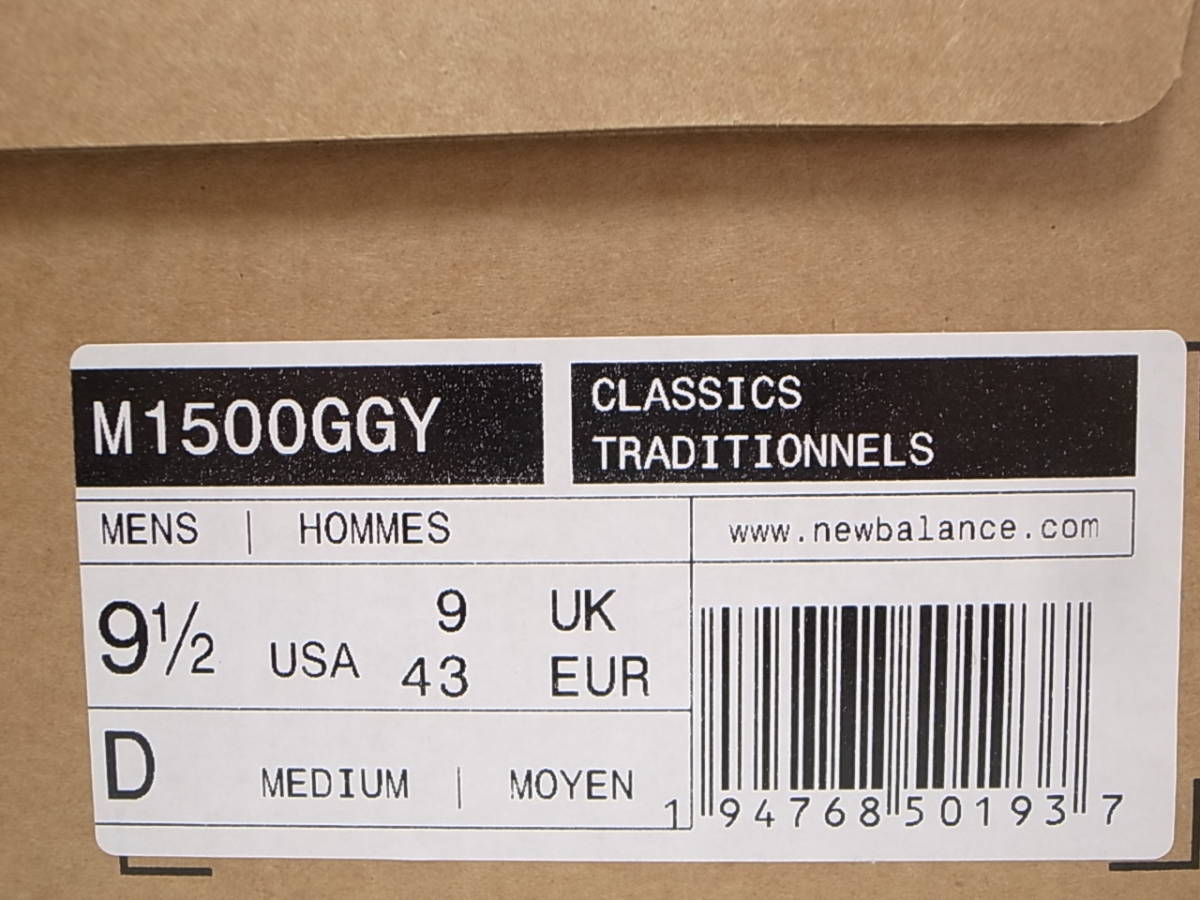 M1500GGY
CLASSICS
TRADITIONNELS
MENS | HOMMES
www.newbalance.com
9½ USA 9 UK
43 EUR
D MEDIUM | MOYEN
1 94768 50193 7